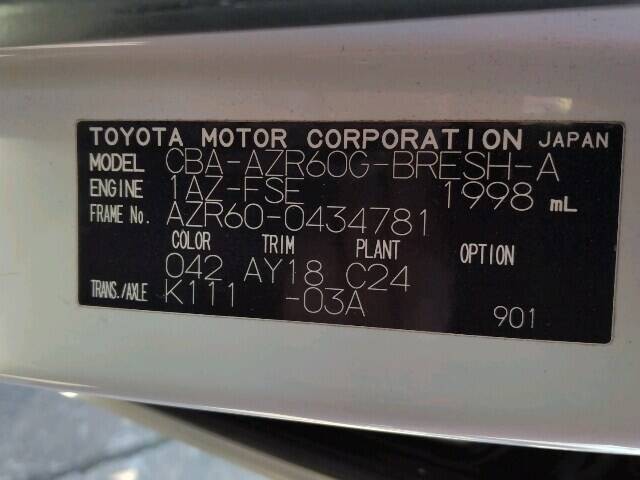 TOYOTA MOTOR CORPORATION JAPAN
MODEL CBA-AZR60G-BRESH-A
ENGINE 1AZ-FSE 1998 mL
FRAME No. AZR60-0434781
COLOR TRIM PLANT OPTION
042 AY18 C24
TRANS./AXLE K111 -03A
901